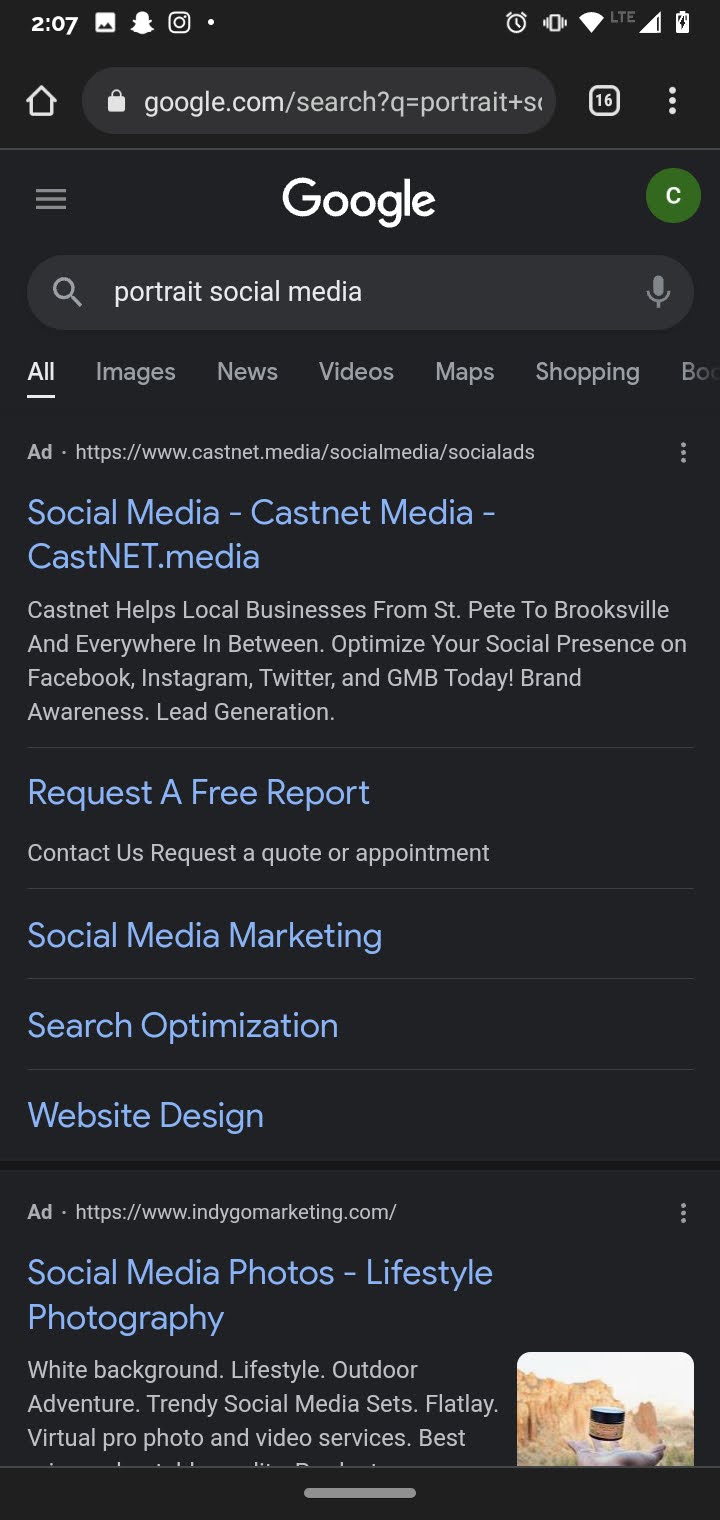 2:07
LTE
google.com/search?q=portrait+so
16
Google
C
portrait social media
All Images News Videos Maps Shopping Boo
Ad · https://www.castnet.media/socialmedia/socialads
Social Media - Castnet Media -
CastNET.media
Castnet Helps Local Businesses From St. Pete To Brooksville
And Everywhere In Between. Optimize Your Social Presence on
Facebook, Instagram, Twitter, and GMB Today! Brand
Awareness. Lead Generation.
Request A Free Report
Contact Us Request a quote or appointment
Social Media Marketing
Search Optimization
Website Design
Ad · https://www.indygomarketing.com/
Social Media Photos - Lifestyle
Photography
White background. Lifestyle. Outdoor
Adventure. Trendy Social Media Sets. Flatlay.
Virtual pro photo and video services. Best